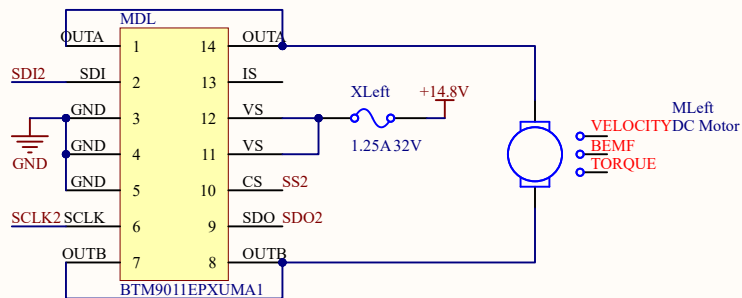 MDL
OUTA 1 14 OUTA
SDI2 SDI 2 13 IS
GND 3 12 VS
GND 4 11 VS
GND 5 10 CS SS2
SCLK2 SCLK 6 9 SDO SDO2
OUTB 7 8 OUTB
BTM9011EPXUMA1
GND
XLeft
1.25A 32V
+14.8V
MLeft
DC Motor
VELOCITY
BEMF
TORQUE